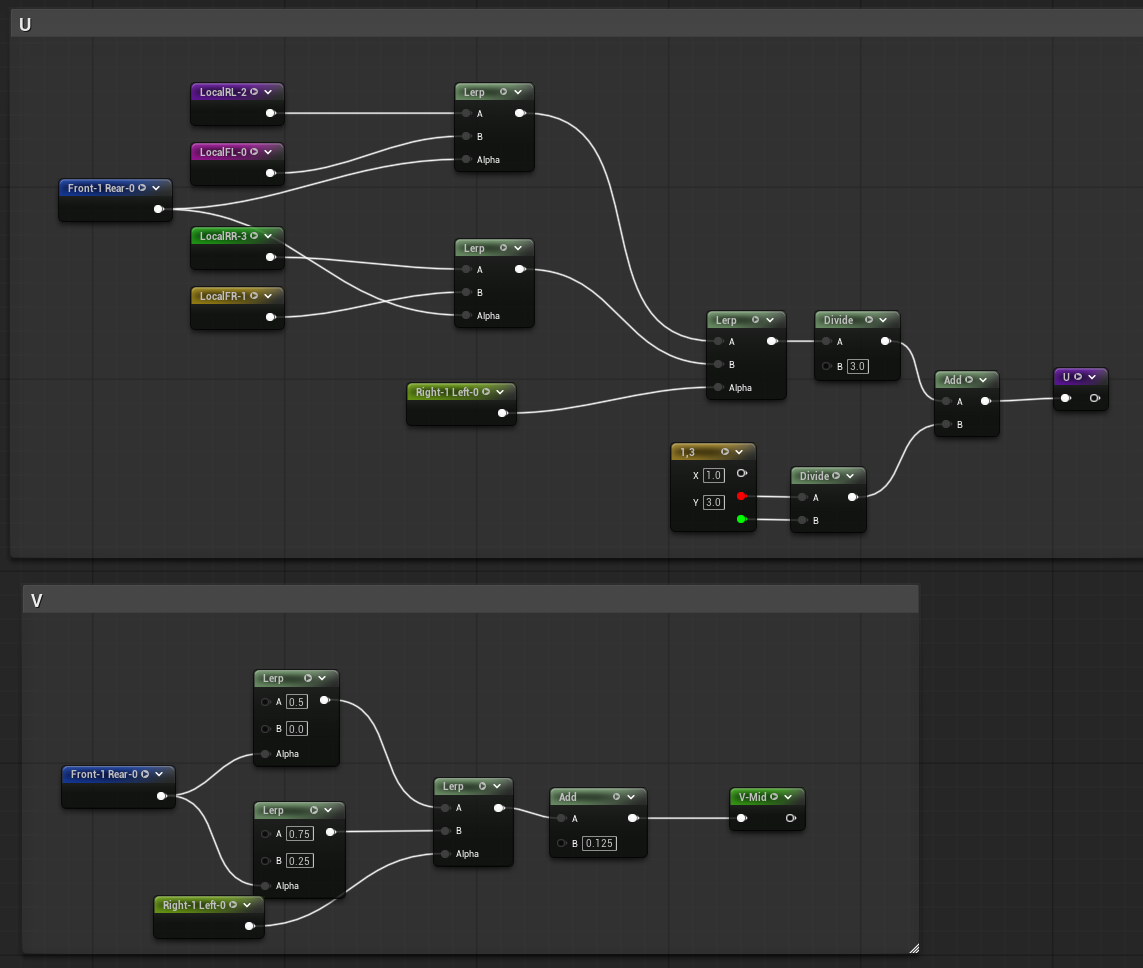 U
LocalRL-2
LocalFL-0
Front-1 Rear-0
LocalRR-3
LocalFR-1
Lerp
A
B
Alpha
Lerp
A
B
Alpha
Right-1 Left-0
Lerp
A
B
Alpha
Divide
A
B 3.0
1,3
X 1.0
Y 3.0
Divide
A
B
Add
A
B
U
V
Front-1 Rear-0
Lerp
A 0.5
B 0.0
Alpha
Lerp
A 0.75
B 0.25
Alpha
Right-1 Left-0
Lerp
A
B
Alpha
Add
A
B 0.125
V-Mid